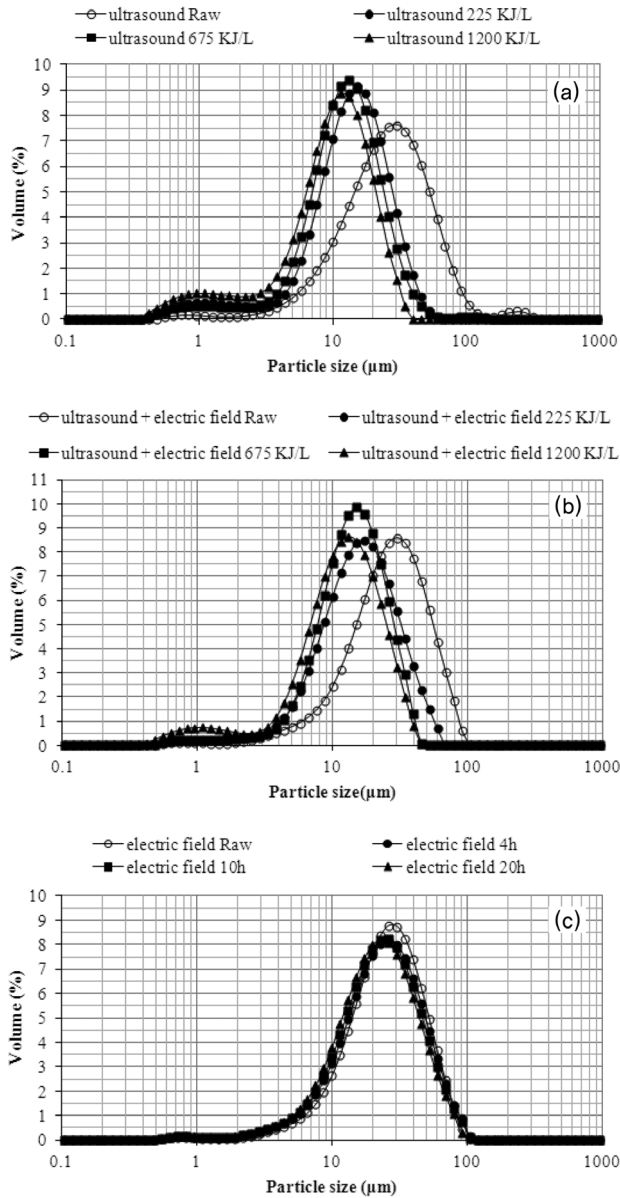 ultrasound Raw ultrasound 225 KJ/L
ultrasound 675 KJ/L ultrasound 1200 KJ/L
(a)
10
9
8
7
6
5
4
3
2
1
0
Volume (%)
0.1 1 10 100 1000
Particle size (µm)
ultrasound + electric field Raw ultrasound + electric field 225 KJ/L
ultrasound + electric field 675 KJ/L ultrasound + electric field 1200 KJ/L
(b)
11
10
9
8
7
6
5
4
3
2
1
0
Volume (%)
0.1 1 10 100 1000
Particle size(µm)
electric field Raw electric field 4h
electric field 10h electric field 20h
(c)
10
9
8
7
6
5
4
3
2
1
0
Volume (%)
0.1 1 10 100 1000
Particle size (µm)